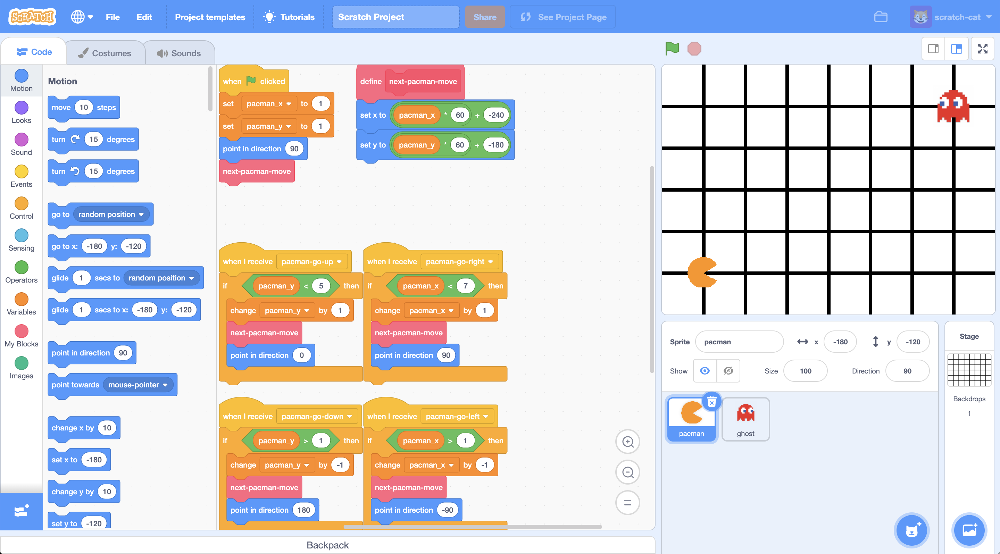 SCRATCH
File
Edit
Project templates
Tutorials
Scratch Project
Share
See Project Page
scratch-cat
Code
Costumes
Sounds
Motion
Looks
Sound
Events
Control
Sensing
Operators
Variables
My Blocks
Images
Motion
move 10 steps
turn 15 degrees
turn 15 degrees
go to random position
go to x: -180 y: -120
glide 1 secs to random position
glide 1 secs to x: -180 y: -120
point in direction 90
point towards mouse-pointer
change x by 10
set x to -180
change y by 10
set y to -120
when clicked
set pacman_x to 1
set pacman_y to 1
point in direction 90
next-pacman-move
define next-pacman-move
set x to pacman_x * 60 + -240
set y to pacman_y * 60 + -180
when I receive pacman-go-up
if pacman_y < 5 then
change pacman_y by 1
next-pacman-move
point in direction 0
when I receive pacman-go-right
if pacman_x < 7 then
change pacman_x by 1
next-pacman-move
point in direction 90
when I receive pacman-go-down
if pacman_y > 1 then
change pacman_y by -1
next-pacman-move
point in direction 180
when I receive pacman-go-left
if pacman_x > 1 then
change pacman_x by -1
next-pacman-move
point in direction -90
Backpack
Sprite pacman x -180 y -120
Show Size 100 Direction 90
pacman
ghost
Stage
Backdrops
1